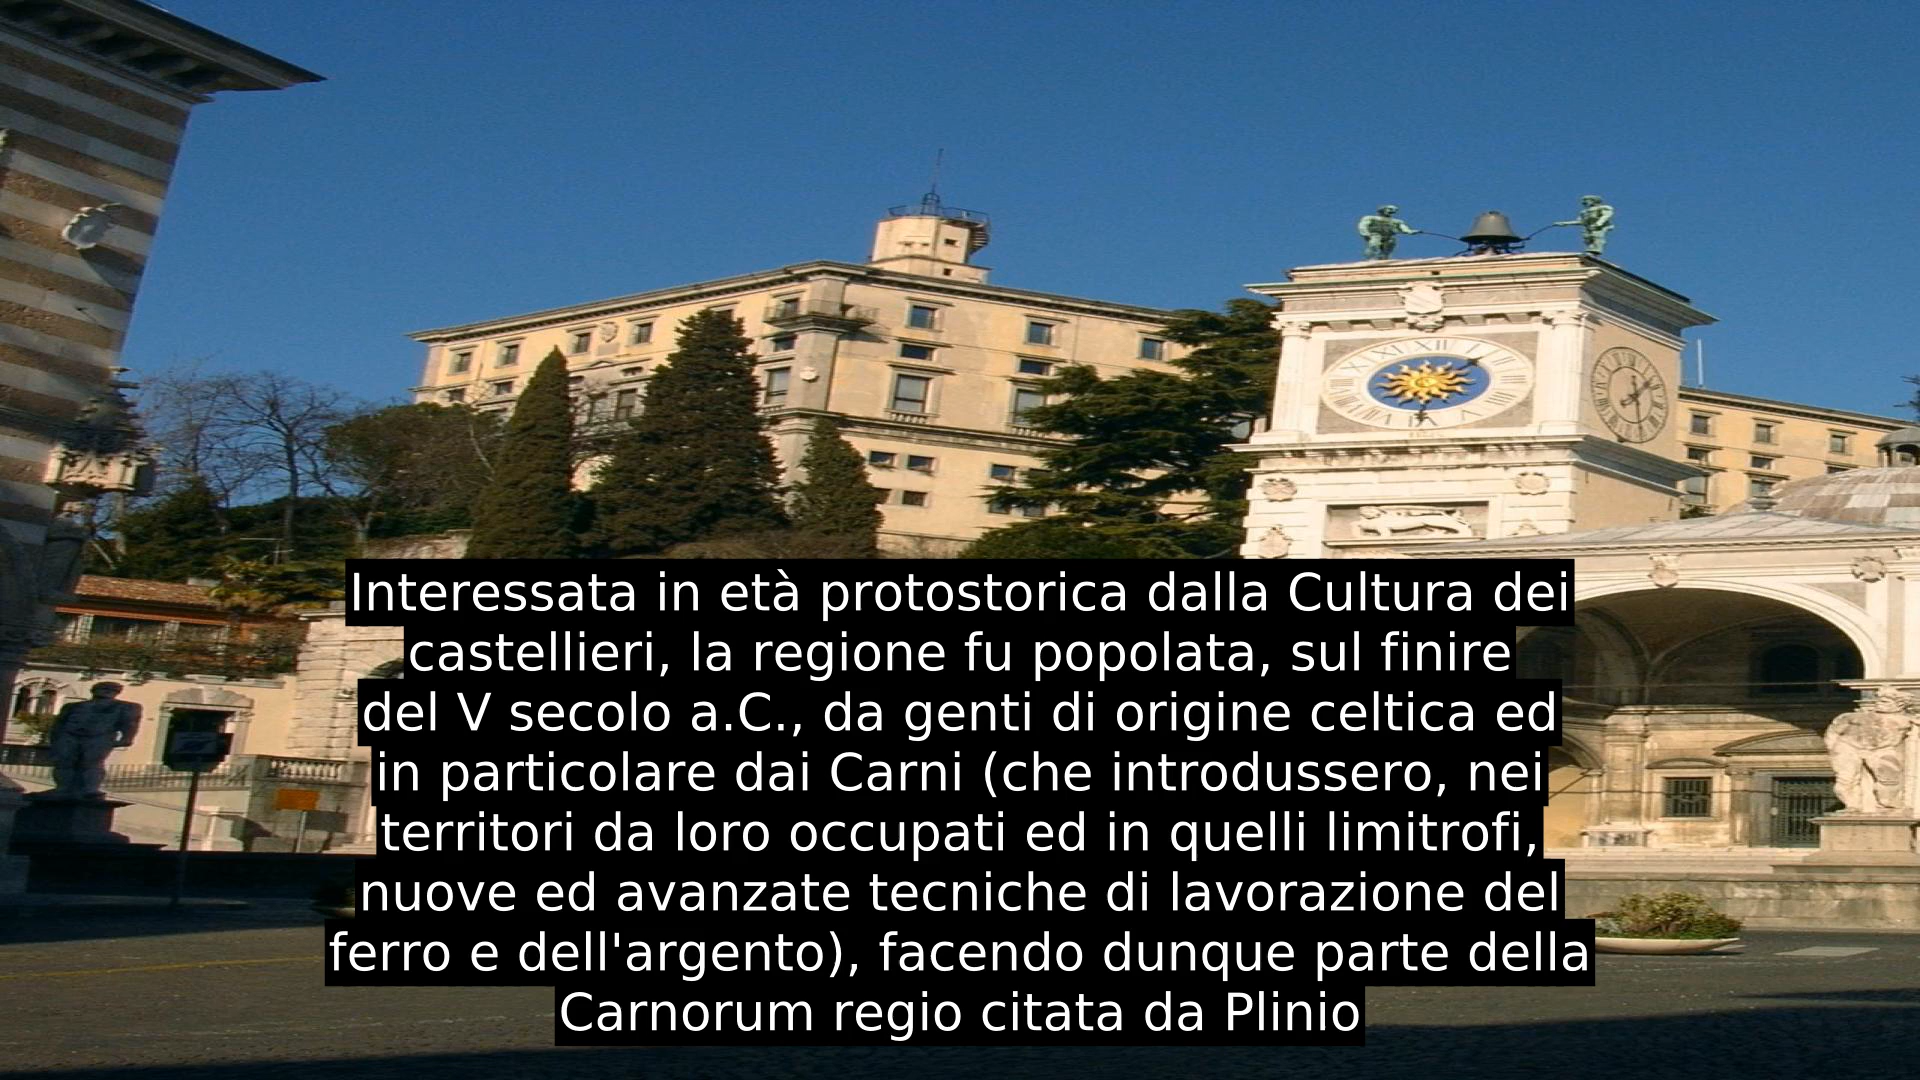 Interessata in età protostorica dalla Cultura dei
castellieri, la regione fu popolata, sul finire
del V secolo a.C., da genti di origine celtica ed
in particolare dai Carni (che introdussero, nei
territori da loro occupati ed in quelli limitrofi,
nuove ed avanzate tecniche di lavorazione del
ferro e dell'argento), facendo dunque parte della
Carnorum regio citata da Plinio